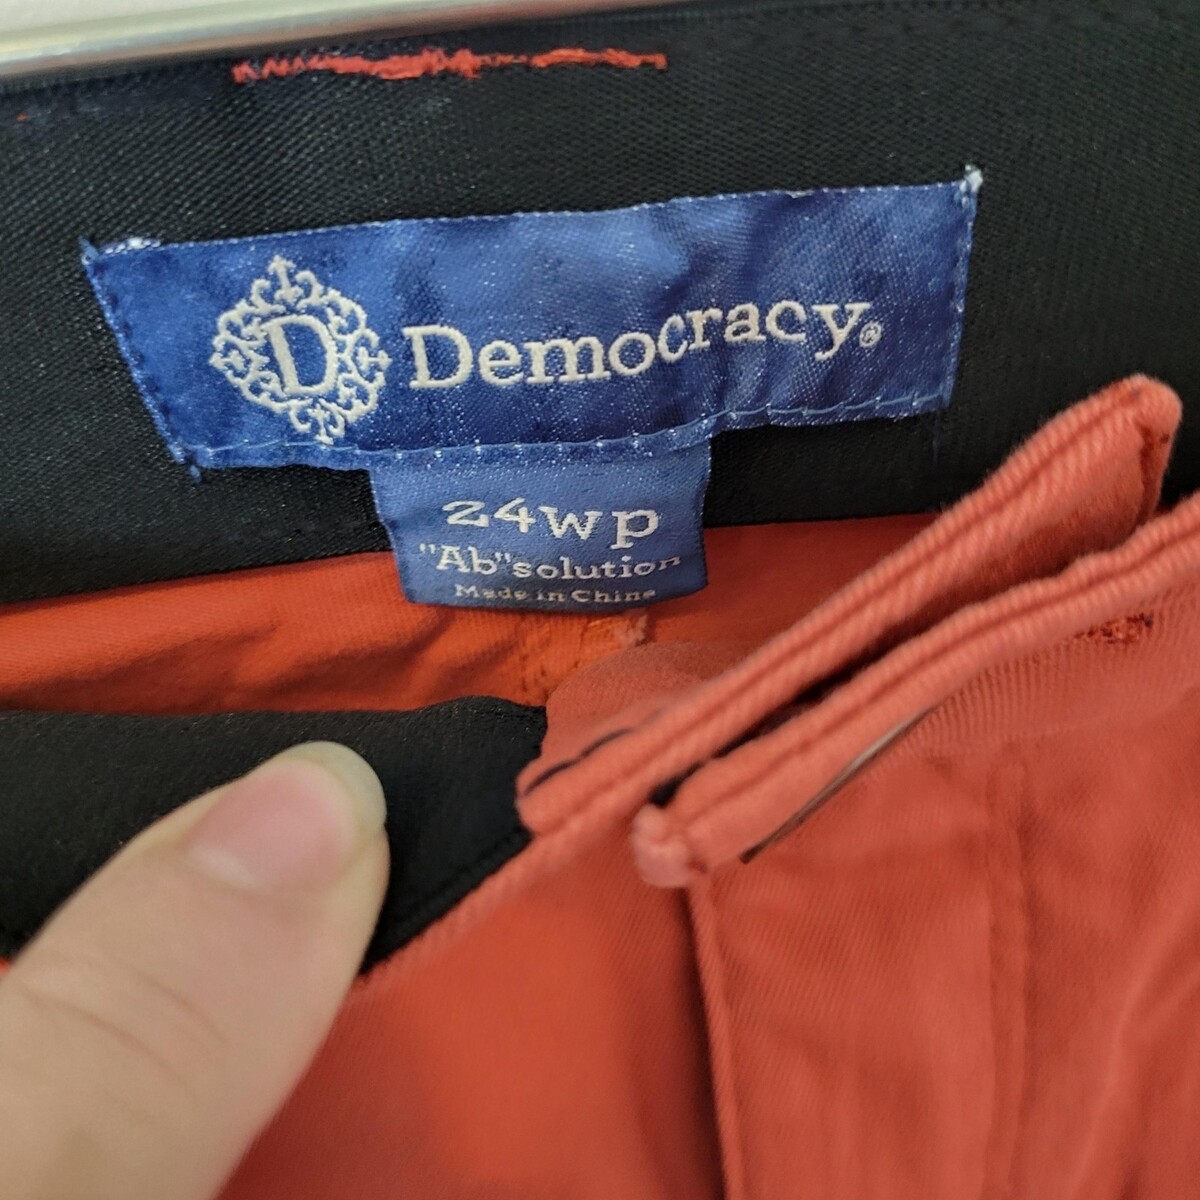 D Democracy®
24wp
"Ab"solution
Made in China